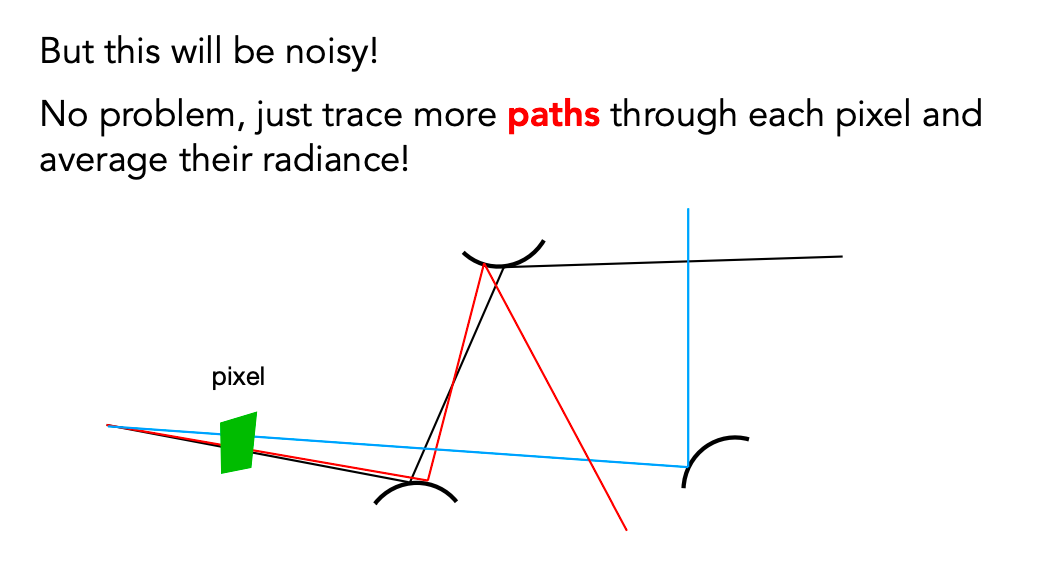 But this will be noisy!
No problem, just trace more paths through each pixel and
average their radiance!
pixel